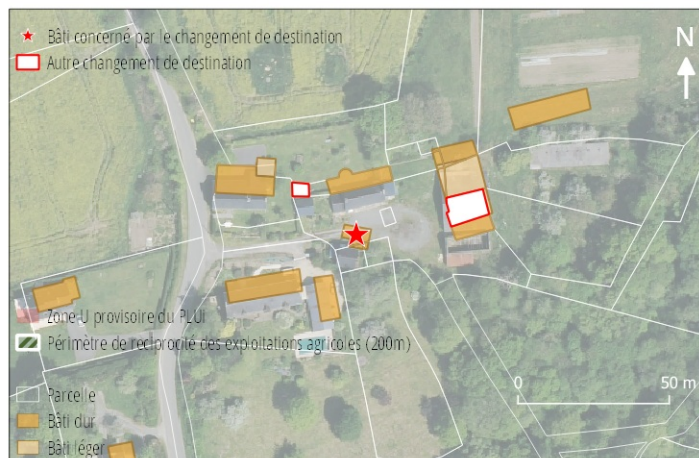 Bâti concerné par le changement de destination
Autre changement de destination
N
Zone U provisoire du PLUi
Périmètre de réciprocité des exploitations agricoles (200m)
Parcelle
0 50 m
Bâti dur
Bâti léger